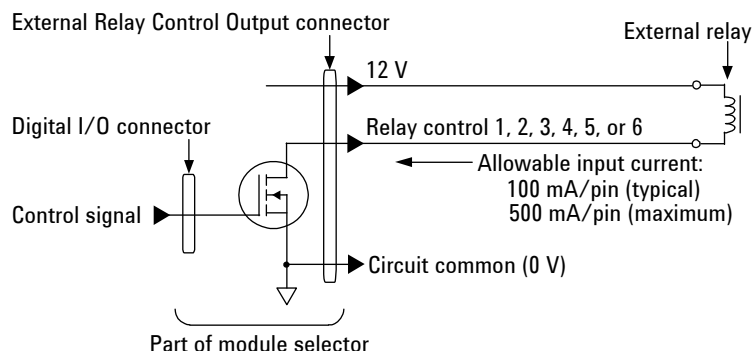 External Relay Control Output connector
External relay
12 V
Digital I/O connector
Relay control 1, 2, 3, 4, 5, or 6
Allowable input current:
100 mA/pin (typical)
500 mA/pin (maximum)
Control signal
Circuit common (0 V)
Part of module selector